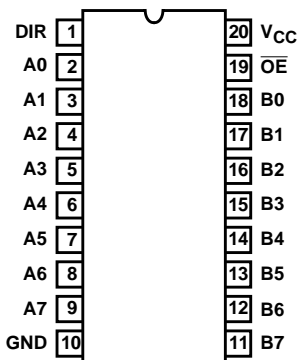 DIR 1 20 VCC
A0 2 19 OE
A1 3 18 B0
A2 4 17 B1
A3 5 16 B2
A4 6 15 B3
A5 7 14 B4
A6 8 13 B5
A7 9 12 B6
GND 10 11 B7